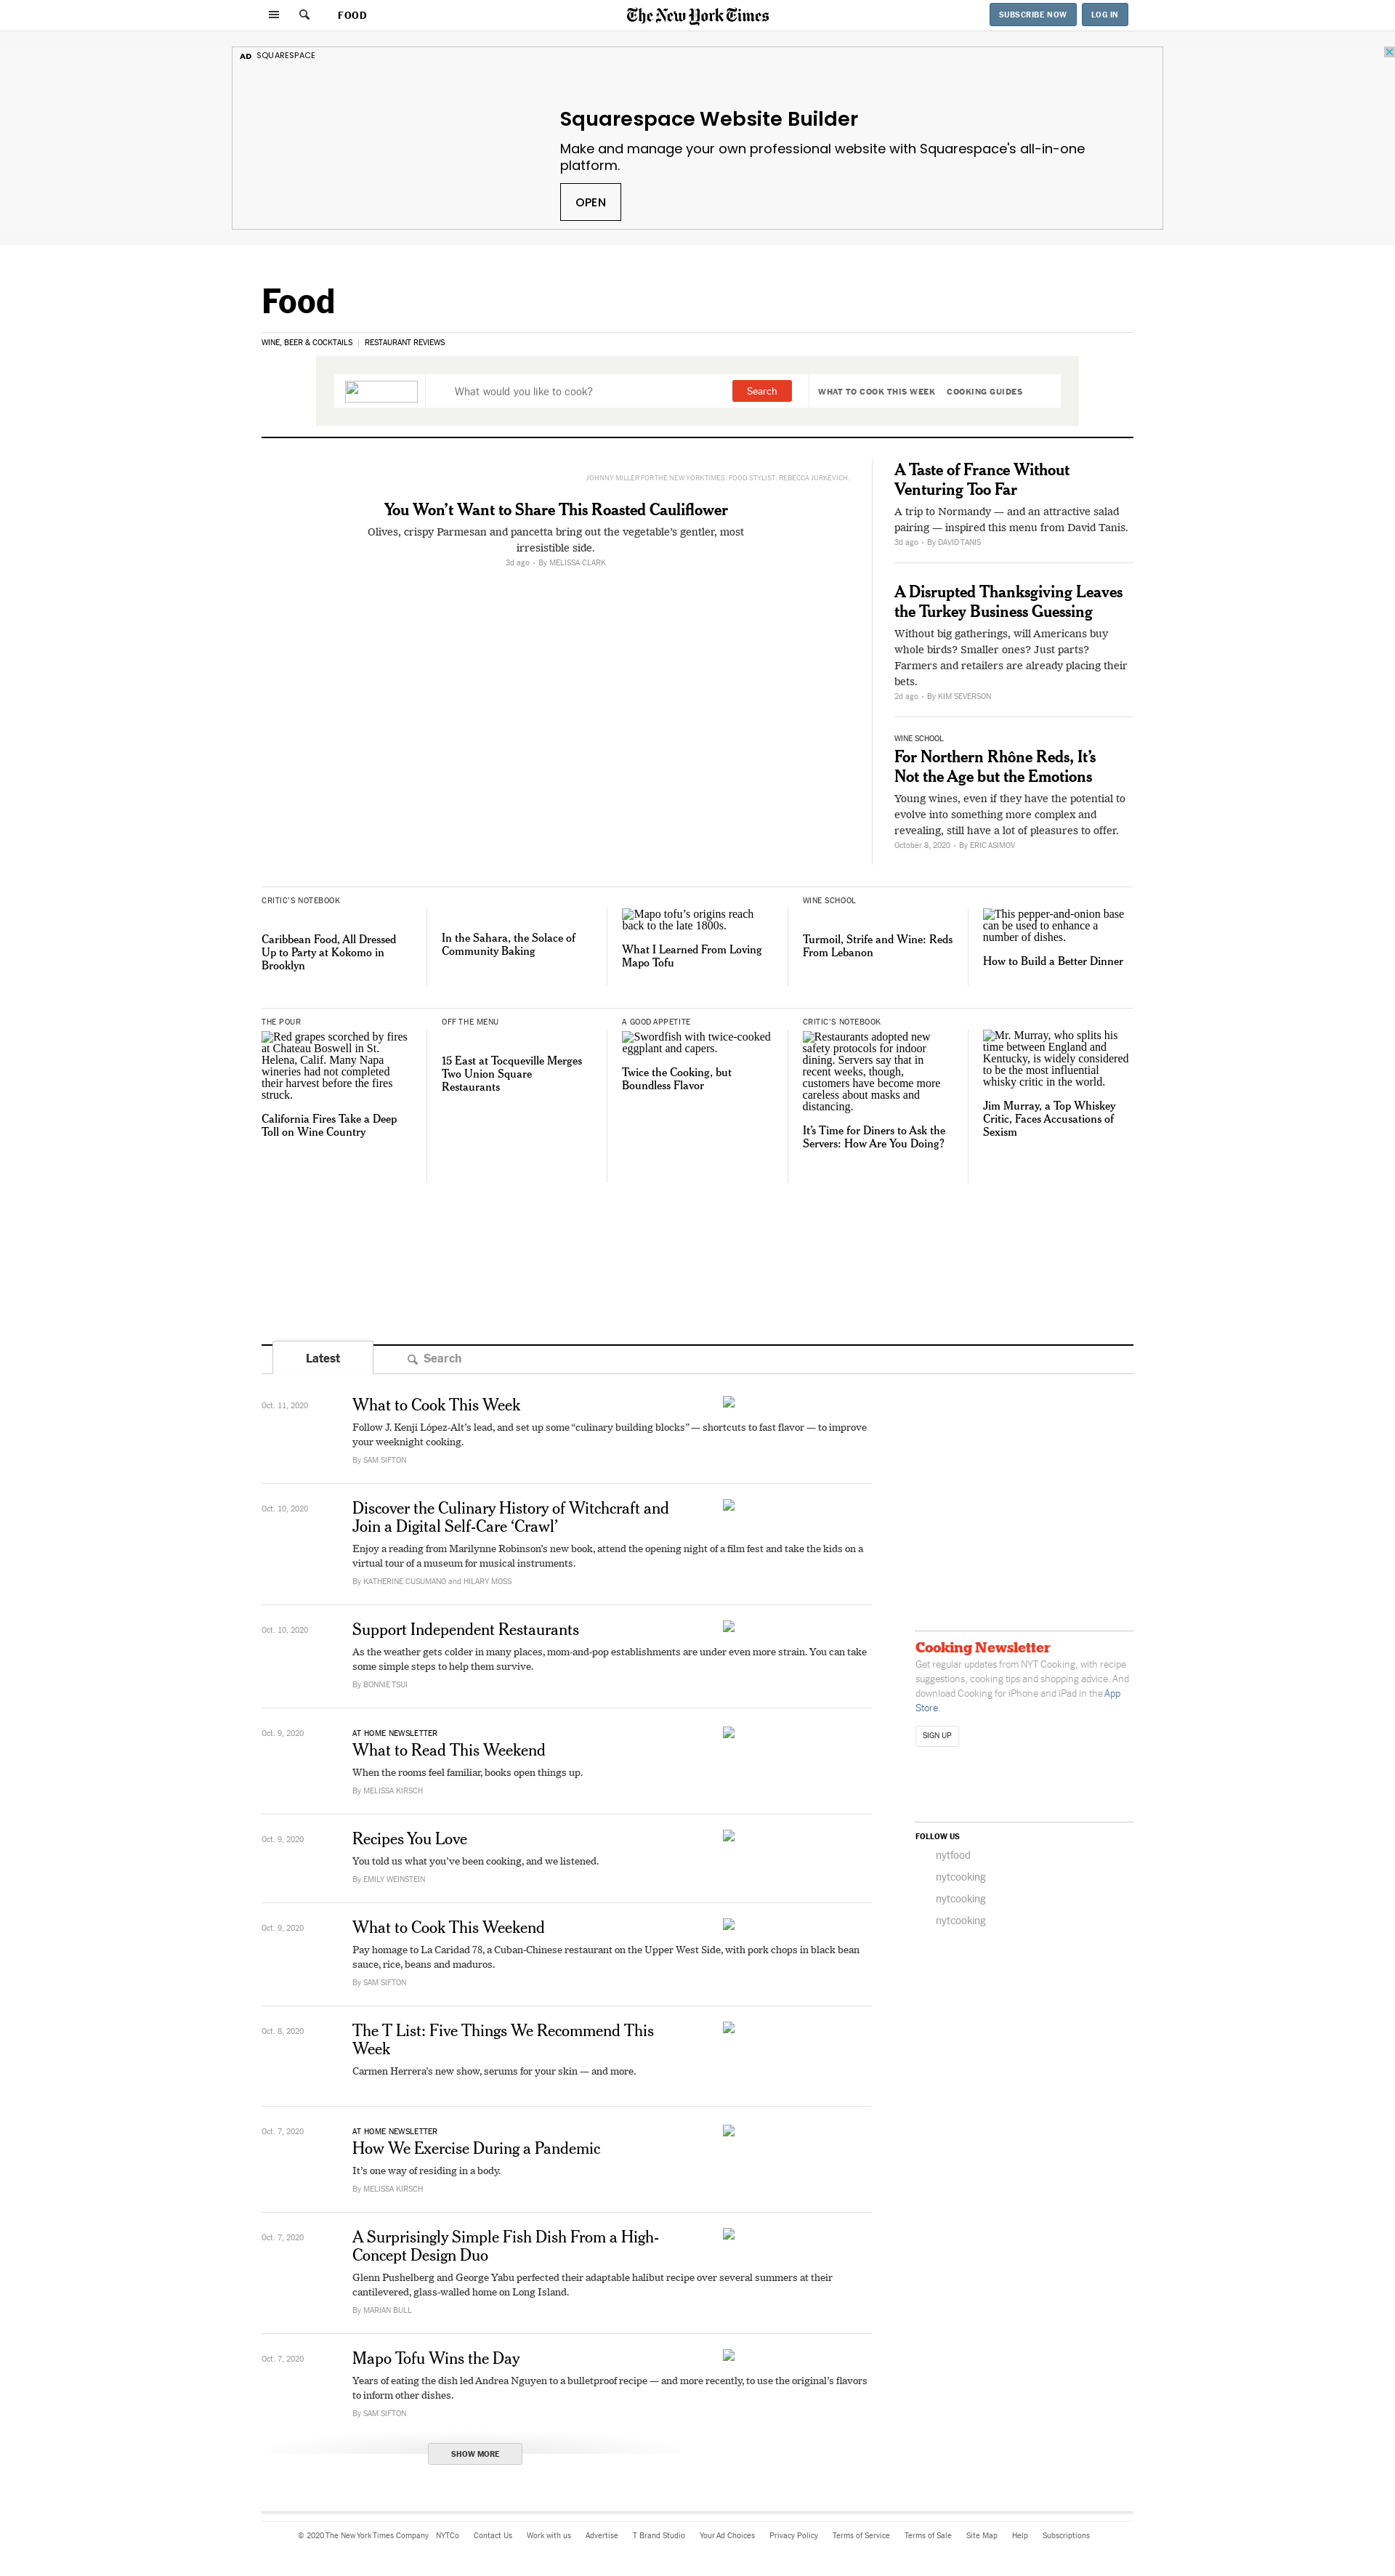 FOOD
The New York Times
SUBSCRIBE NOW
LOG IN
AD SQUARESPACE
Squarespace Website Builder
Make and manage your own professional website with Squarespace's all-in-one
platform.
OPEN
Food
WINE, BEER & COCKTAILS | RESTAURANT REVIEWS
What would you like to cook?
Search
WHAT TO COOK THIS WEEK
COOKING GUIDES
JOHNNY MILLER FOR THE NEW YORK TIMES. FOOD STYLIST: REBECCA JURKEVICH.
You Won’t Want to Share This Roasted Cauliflower
Olives, crispy Parmesan and pancetta bring out the vegetable’s gentler, most
irresistible side.
3d ago • By MELISSA CLARK
A Taste of France Without
Venturing Too Far
A trip to Normandy — and an attractive salad
pairing — inspired this menu from David Tanis.
3d ago • By DAVID TANIS
A Disrupted Thanksgiving Leaves
the Turkey Business Guessing
Without big gatherings, will Americans buy
whole birds? Smaller ones? Just parts?
Farmers and retailers are already placing their
bets.
2d ago • By KIM SEVERSON
WINE SCHOOL
For Northern Rhône Reds, It’s
Not the Age but the Emotions
Young wines, even if they have the potential to
evolve into something more complex and
revealing, still have a lot of pleasures to offer.
October 8, 2020 • By ERIC ASIMOV
CRITIC’S NOTEBOOK
Caribbean Food, All Dressed
Up to Party at Kokomo in
Brooklyn
In the Sahara, the Solace of
Community Baking
Mapo tofu’s origins reach
back to the late 1800s.
What I Learned From Loving
Mapo Tofu
WINE SCHOOL
Turmoil, Strife and Wine: Reds
From Lebanon
This pepper-and-onion base
can be used to enhance a
number of dishes.
How to Build a Better Dinner
THE POUR
Red grapes scorched by fires
at Chateau Boswell in St.
Helena, Calif. Many Napa
wineries had not completed
their harvest before the fires
struck.
California Fires Take a Deep
Toll on Wine Country
OFF THE MENU
15 East at Tocqueville Merges
Two Union Square
Restaurants
A GOOD APPETITE
Swordfish with twice-cooked
eggplant and capers.
Twice the Cooking, but
Boundless Flavor
CRITIC’S NOTEBOOK
Restaurants adopted new
safety protocols for indoor
dining. Servers say that in
recent weeks, though,
customers have become more
careless about masks and
distancing.
It’s Time for Diners to Ask the
Servers: How Are You Doing?
Mr. Murray, who splits his
time between England and
Kentucky, is widely considered
to be the most influential
whisky critic in the world.
Jim Murray, a Top Whiskey
Critic, Faces Accusations of
Sexism
Latest
Search
Oct. 11, 2020
What to Cook This Week
Follow J. Kenji López-Alt’s lead, and set up some “culinary building blocks” — shortcuts to fast flavor — to improve
your weeknight cooking.
By SAM SIFTON
Oct. 10, 2020
Discover the Culinary History of Witchcraft and
Join a Digital Self-Care ‘Crawl’
Enjoy a reading from Marilynne Robinson’s new book, attend the opening night of a film fest and take the kids on a
virtual tour of a museum for musical instruments.
By KATHERINE CUSUMANO and HILARY MOSS
Oct. 10, 2020
Support Independent Restaurants
As the weather gets colder in many places, mom-and-pop establishments are under even more strain. You can take
some simple steps to help them survive.
By BONNIE TSUI
Oct. 9, 2020
AT HOME NEWSLETTER
What to Read This Weekend
When the rooms feel familiar, books open things up.
By MELISSA KIRSCH
Oct. 9, 2020
Recipes You Love
You told us what you’ve been cooking, and we listened.
By EMILY WEINSTEIN
Oct. 9, 2020
What to Cook This Weekend
Pay homage to La Caridad 78, a Cuban-Chinese restaurant on the Upper West Side, with pork chops in black bean
sauce, rice, beans and maduros.
By SAM SIFTON
Oct. 8, 2020
The T List: Five Things We Recommend This
Week
Carmen Herrera’s new show, serums for your skin — and more.
Oct. 7, 2020
AT HOME NEWSLETTER
How We Exercise During a Pandemic
It’s one way of residing in a body.
By MELISSA KIRSCH
Oct. 7, 2020
A Surprisingly Simple Fish Dish From a High-
Concept Design Duo
Glenn Pushelberg and George Yabu perfected their adaptable halibut recipe over several summers at their
cantilevered, glass-walled home on Long Island.
By MARIAN BULL
Oct. 7, 2020
Mapo Tofu Wins the Day
Years of eating the dish led Andrea Nguyen to a bulletproof recipe — and more recently, to use the original’s flavors
to inform other dishes.
By SAM SIFTON
SHOW MORE
Cooking Newsletter
Get regular updates from NYT Cooking, with recipe
suggestions, cooking tips and shopping advice. And
download Cooking for iPhone and iPad in the App
Store.
SIGN UP
FOLLOW US
nytfood
nytcooking
nytcooking
nytcooking
© 2020 The New York Times Company NYTCo Contact Us Work with us Advertise T Brand Studio Your Ad Choices Privacy Policy Terms of Service Terms of Sale Site Map Help Subscriptions